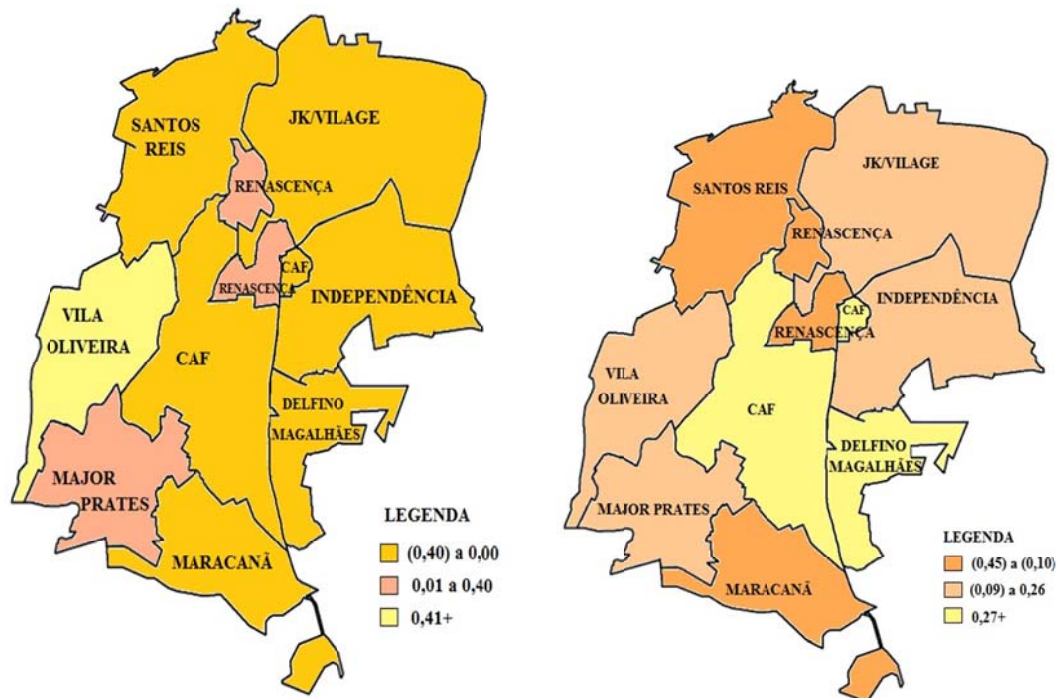 SANTOS
REIS
JK/VILAGE
RENASCENÇA
CAF
RENASCENÇA
INDEPENDÊNCIA
VILA
OLIVEIRA
CAF
DELFINO
MAGALHÃES
MAJOR
PRATES
MARACANÃ
LEGENDA
(0,40) a 0,00
0,01 a 0,40
0,41+
JK/VILAGE
SANTOS REIS
RENASCENÇA
INDEPENDÊNCIA
CAF
RENASCENÇA
VILA
OLIVEIRA
CAF
DELFINO
MAGALHÃES
MAJOR PRATES
MARACANÃ
LEGENDA
(0,45) a (0,10)
(0,09) a 0,26
0,27+